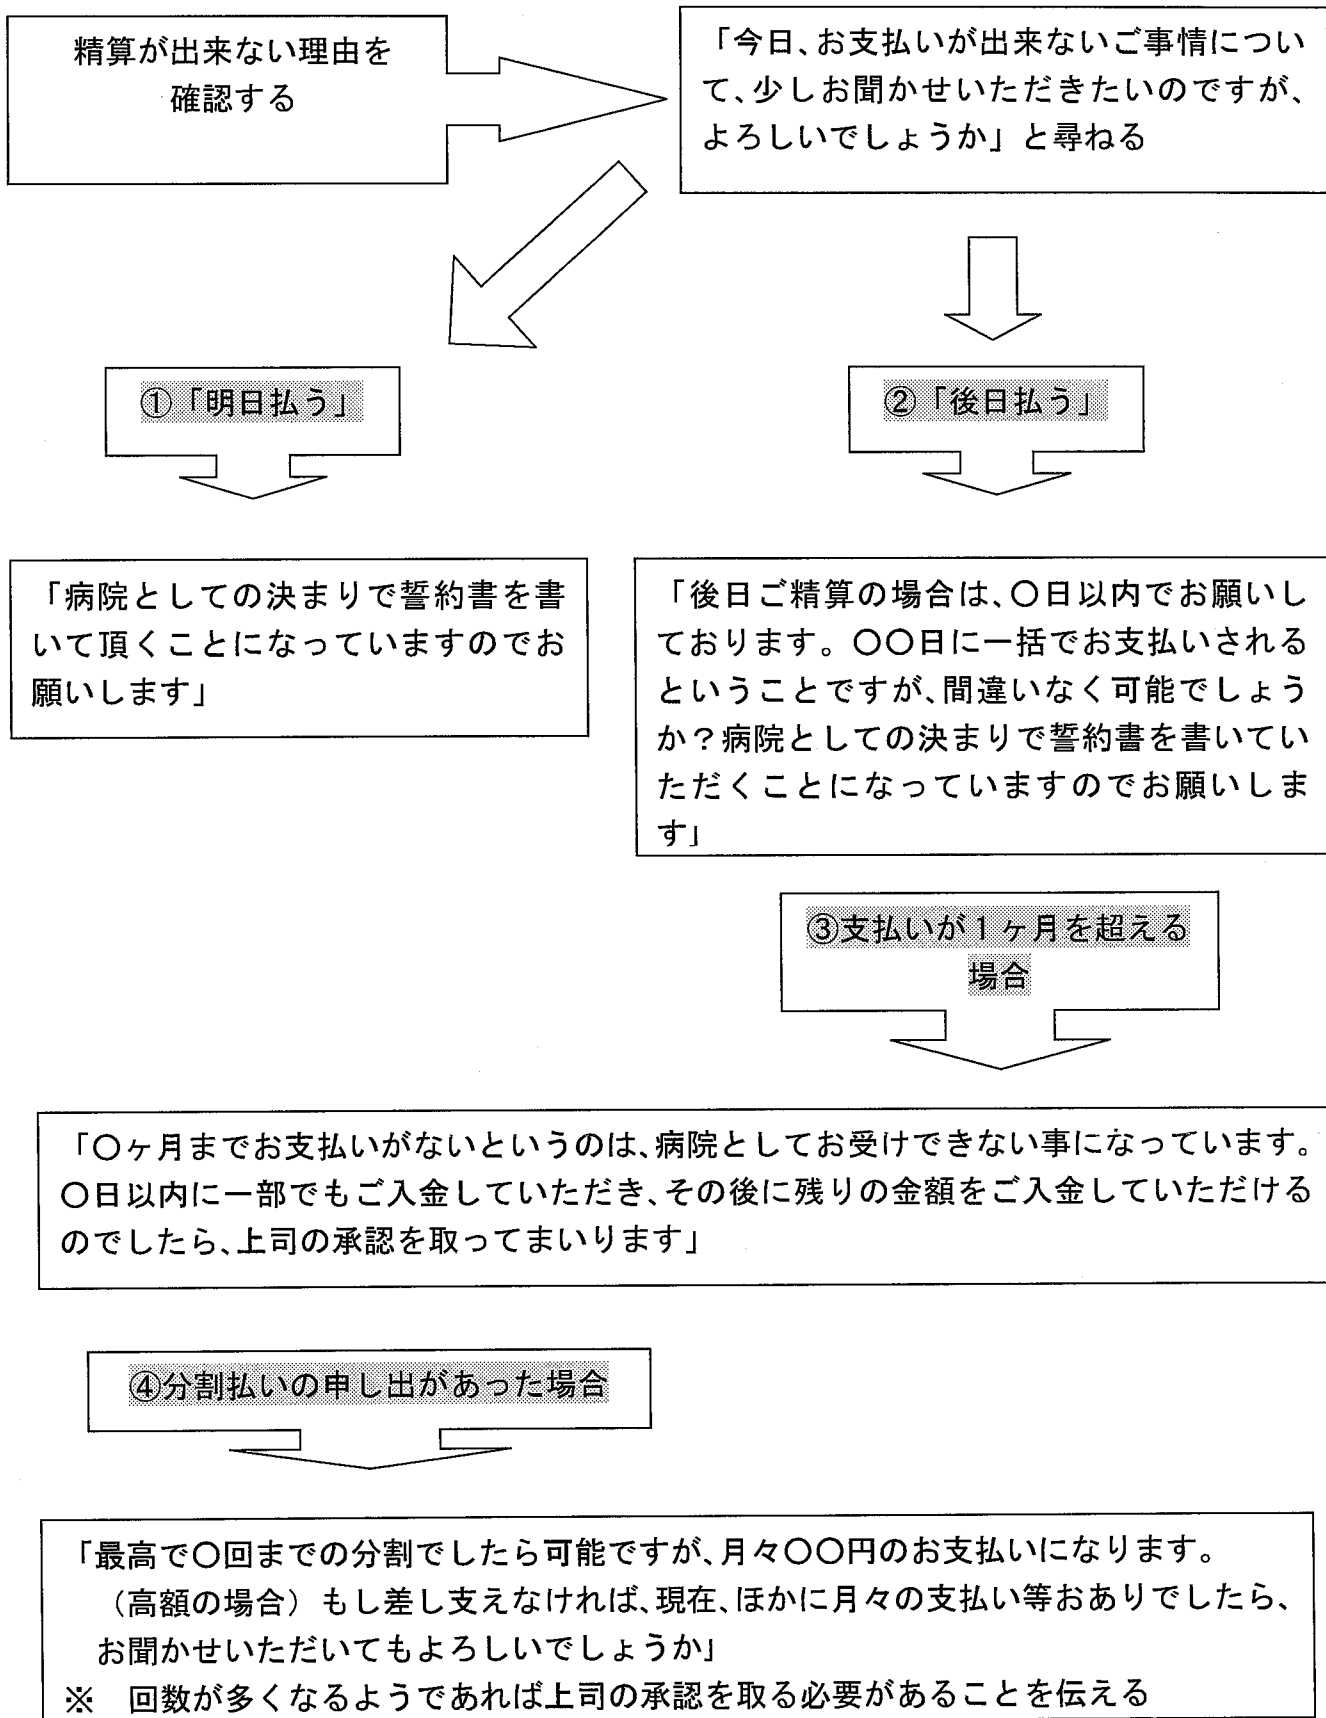 精算が出来ない理由を
確認する
「今日、お支払いが出来ないご事情につい
て、少しお聞かせいただきたいのですが、
よろしいでしょうか」と尋ねる
①「明日払う」
②「後日払う」
「病院としての決まりで誓約書を書
いて頂くことになっていますのでお
願いします」
「後日ご精算の場合は、〇日以内でお願いし
ております。〇〇日に一括でお支払いされる
ということですが、間違いなく可能でしょう
か？病院としての決まりで誓約書を書いてい
ただくことになっていますのでお願いしま
す」
③支払いが１ヶ月を超える
場合
「〇ヶ月までお支払いがないというのは、病院としてお受けできない事になっています。
〇日以内に一部でもご入金していただき、その後に残りの金額をご入金していただける
のでしたら、上司の承認を取ってまいります」
④分割払いの申し出があった場合
「最高で〇回までの分割でしたら可能ですが、月々〇〇円のお支払いになります。
（高額の場合）もし差し支えなければ、現在、ほかに月々の支払い等おありでしたら、
お聞かせいただいてもよろしいでしょうか」
※　回数が多くなるようであれば上司の承認を取る必要があることを伝える